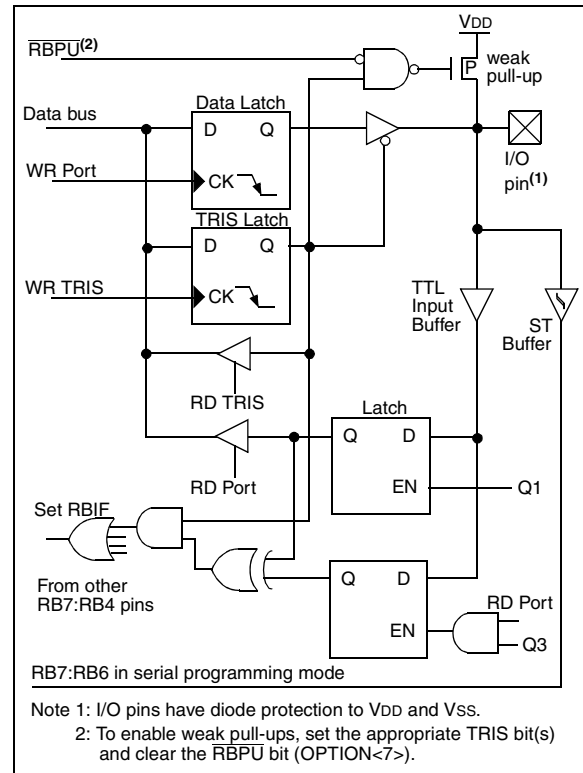 VDD
RBPU(2)
P
weak
pull-up
Data Latch
Data bus
D
Q
I/O
pin(1)
WR Port
CK
TRIS Latch
D
Q
WR TRIS
CK
TTL
Input
Buffer
ST
Buffer
RD TRIS
Latch
Q
D
RD Port
EN
Q1
Set RBIF
From other
RB7:RB4 pins
Q
D
RD Port
EN
Q3
RB7:RB6 in serial programming mode
Note 1: I/O pins have diode protection to VDD and VSS.
2: To enable weak pull-ups, set the appropriate TRIS bit(s)
and clear the RBPU bit (OPTION<7>).